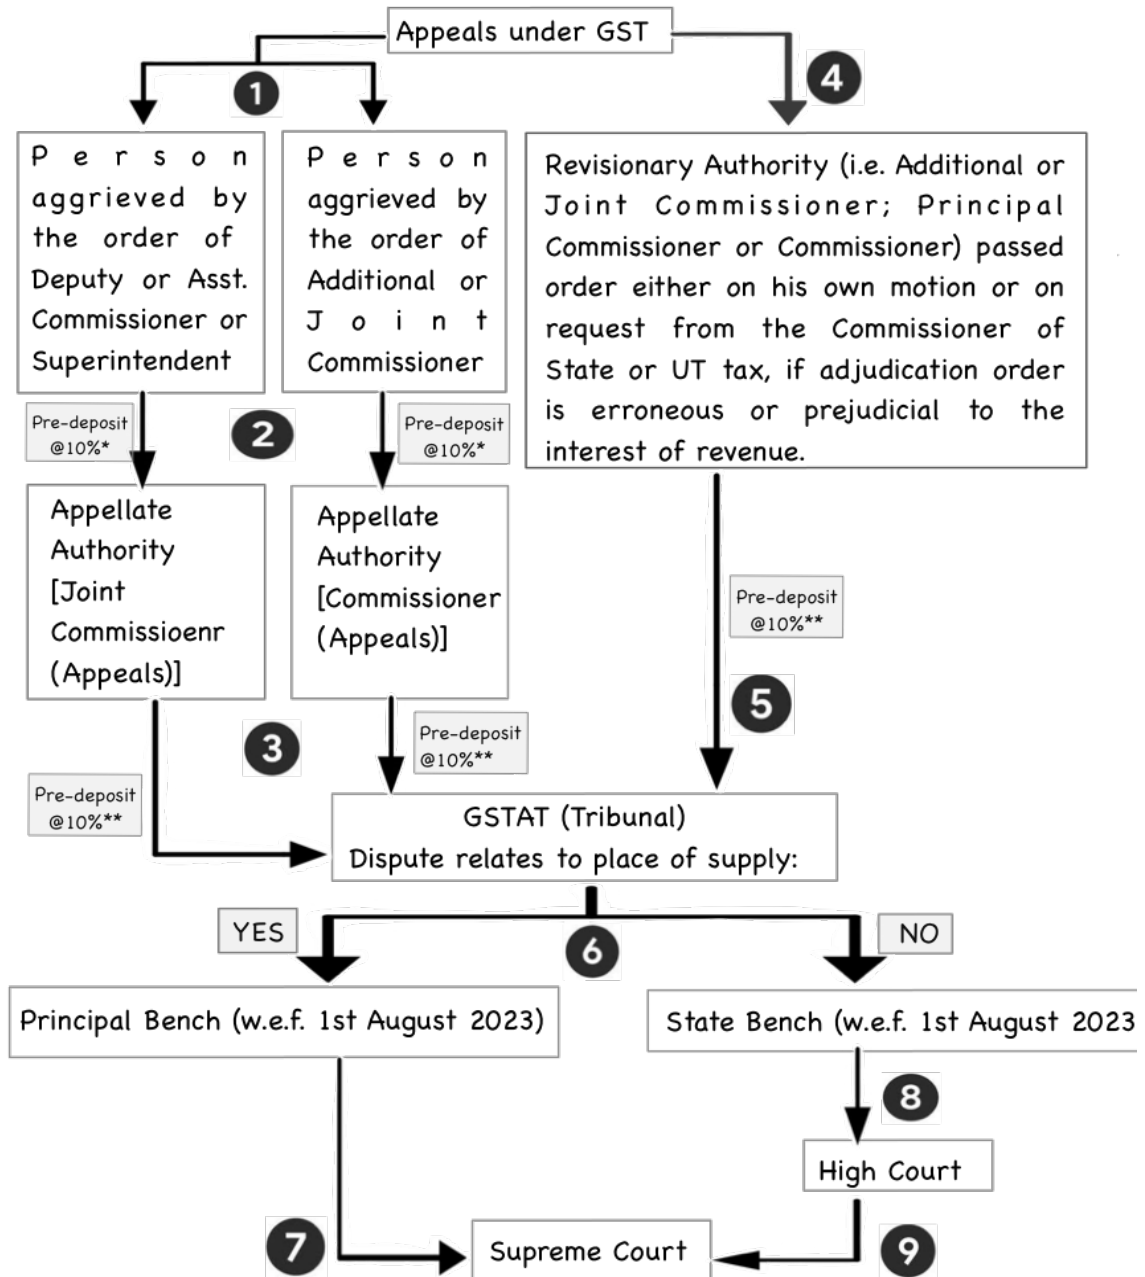 Appeals under GST
1
4
Person
aggrieved by
the order of
Deputy or Asst.
Commissioner or
Superintendent
Person
aggrieved by
the order of
Additional or
Joint
Commissioner
Revisionary Authority (i.e. Additional or
Joint Commissioner; Principal
Commissioner or Commissioner) passed
order either on his own motion or on
request from the Commissioner of
State or UT tax, if adjudication order
is erroneous or prejudicial to the
interest of revenue.
Pre-deposit
@10%*
2
Pre-deposit
@10%*
Appellate
Authority
[Joint
Commissioenr
(Appeals)]
Appellate
Authority
[Commissioner
(Appeals)]
Pre-deposit
@10%**
5
3
Pre-deposit
@10%**
Pre-deposit
@10%**
GSTAT (Tribunal)
Dispute relates to place of supply:
YES
6
NO
Principal Bench (w.e.f. 1st August 2023)
State Bench (w.e.f. 1st August 2023
8
High Court
7
Supreme Court
9